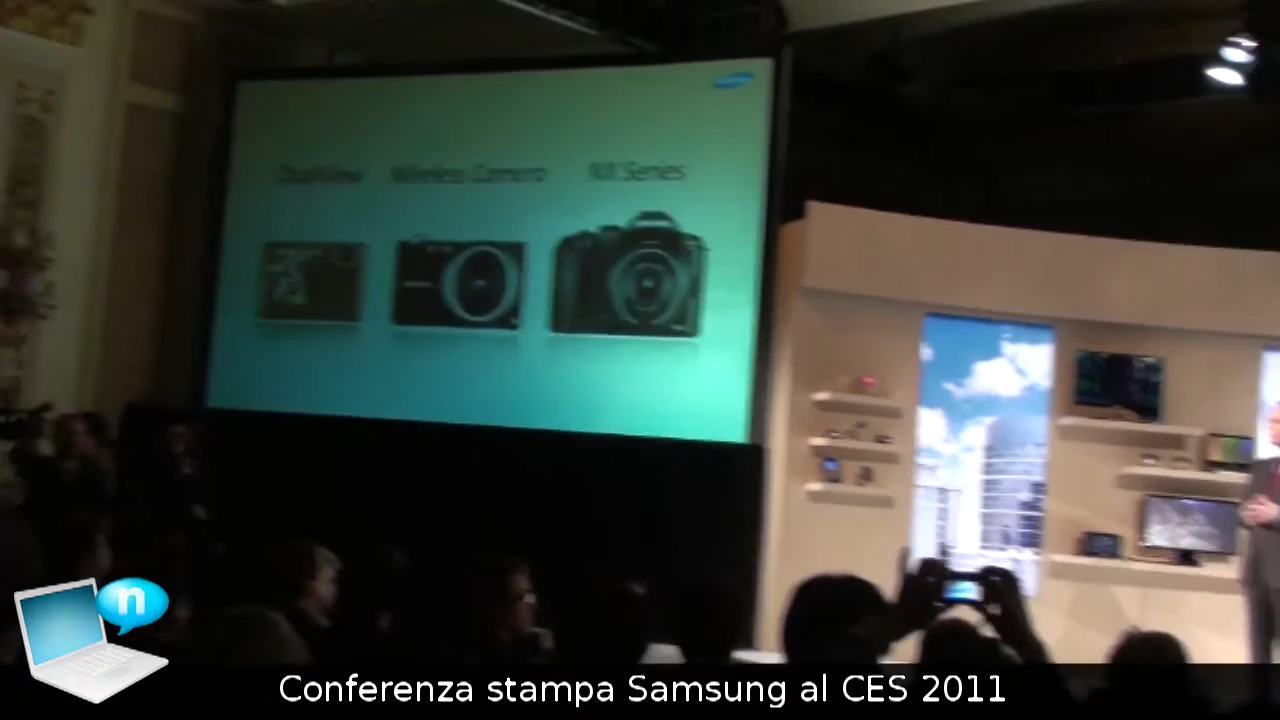 DualView Wireless Camera NX Series
n
Conferenza stampa Samsung al CES 2011